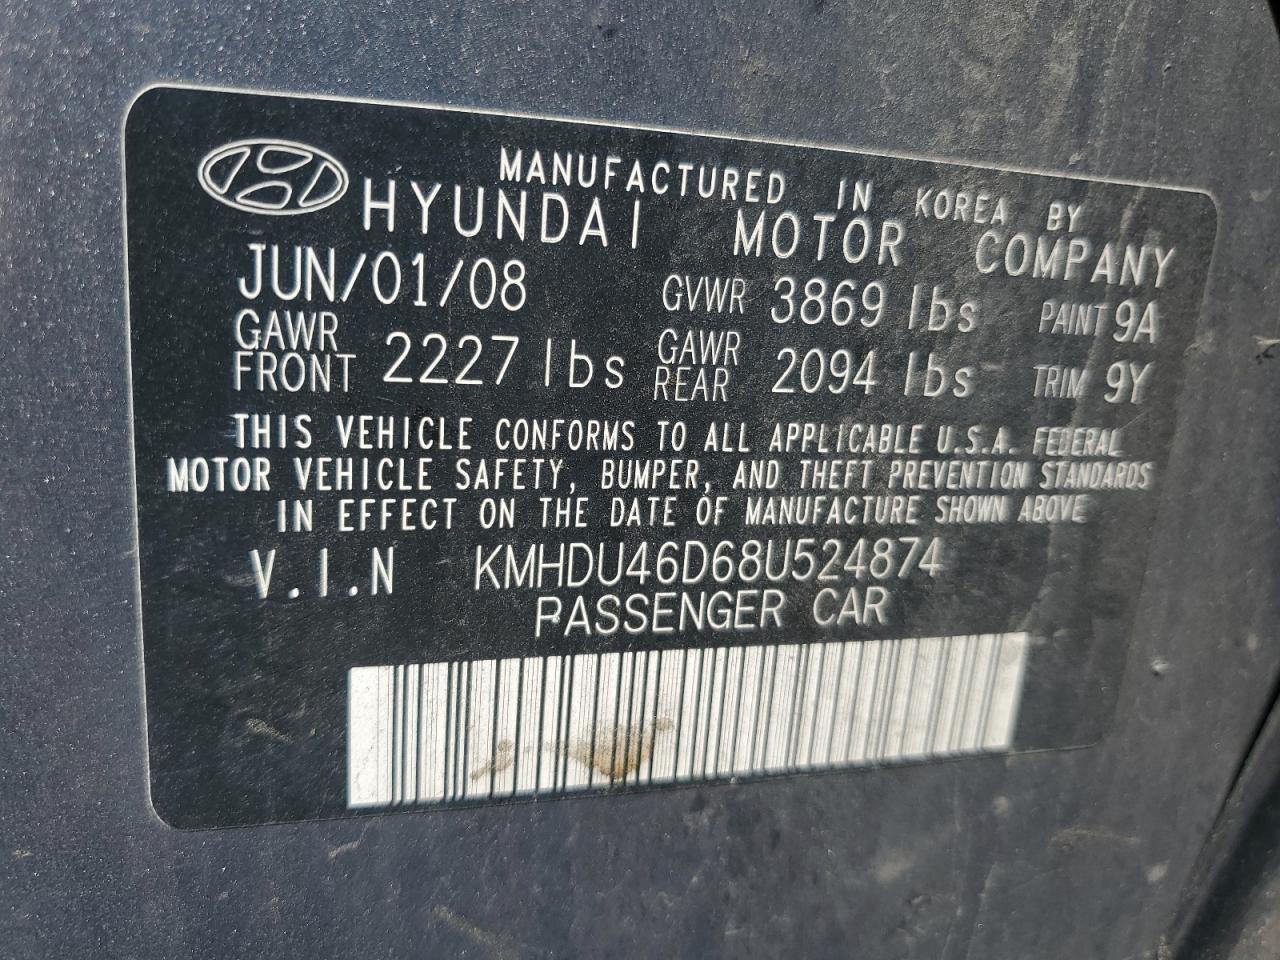 MANUFACTURED IN KOREA BY
HYUNDAI MOTOR COMPANY
JUN/01/08 GVWR 3869 lbs PAINT 9A
GAWR FRONT 2227 lbs GAWR REAR 2094 lbs TRIM 9Y
THIS VEHICLE CONFORMS TO ALL APPLICABLE U.S.A. FEDERAL
MOTOR VEHICLE SAFETY, BUMPER, AND THEFT PREVENTION STANDARDS
IN EFFECT ON THE DATE OF MANUFACTURE SHOWN ABOVE
V.I.N KMHDU46D68U524874
PASSENGER CAR